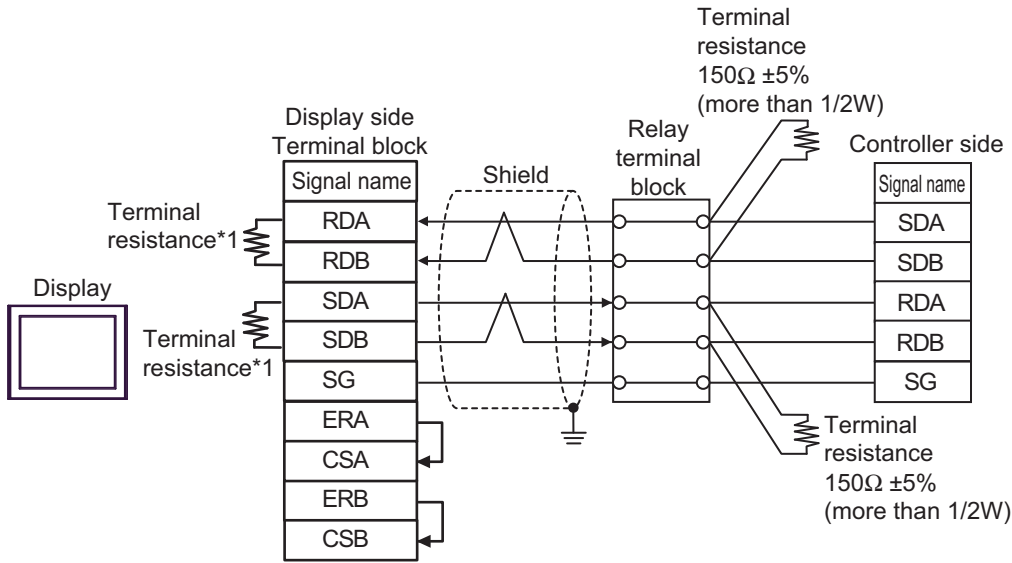 Terminal
resistance
150Ω ±5%
(more than 1/2W)
Display side
Terminal block
Relay
terminal
block
Controller side
Signal name
Shield
Signal name
Terminal
resistance*1
RDA
SDA
RDB
SDB
Display
SDA
RDA
Terminal
resistance*1
SDB
RDB
SG
SG
ERA
Terminal
resistance
150Ω ±5%
(more than 1/2W)
CSA
ERB
CSB